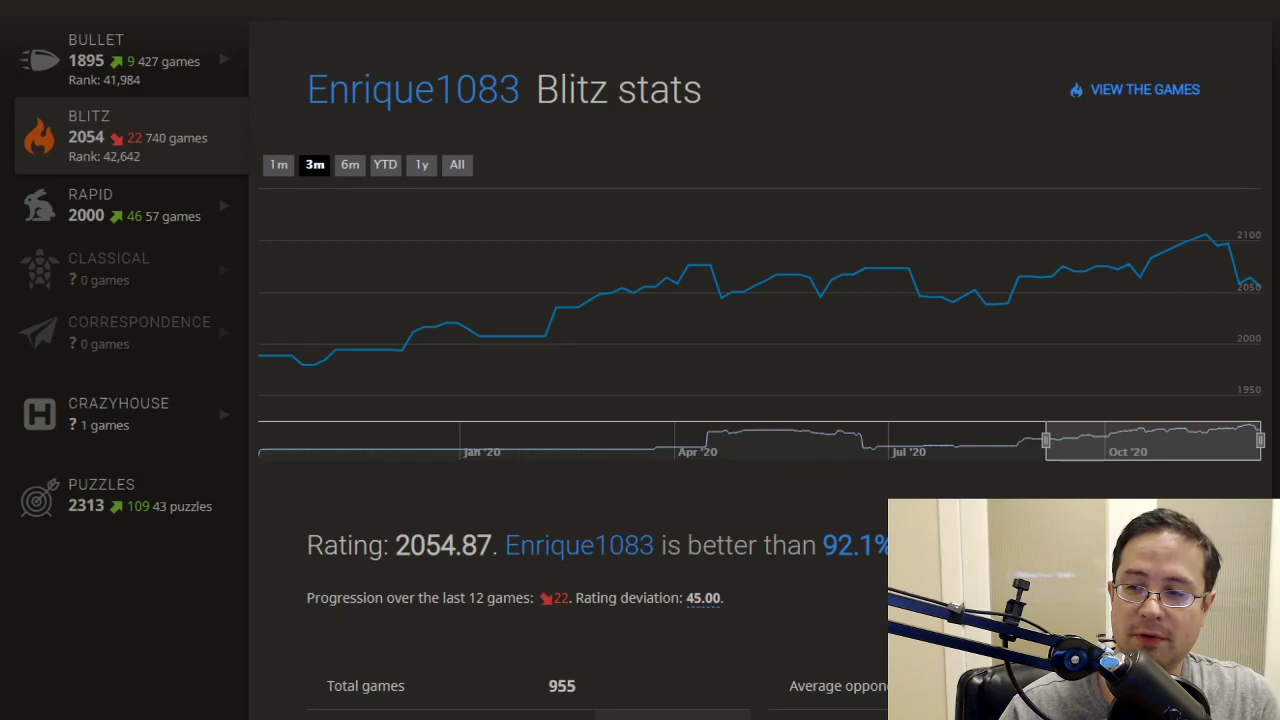 BULLET
1895 9 427 games
Rank: 41,984
BLITZ
2054 22 740 games
Rank: 42,642
RAPID
2000 46 57 games
CLASSICAL
? 0 games
CORRESPONDENCE
? 0 games
CRAZYHOUSE
? 1 games
PUZZLES
2313 109 43 puzzles
Enrique1083 Blitz stats
VIEW THE GAMES
1m 3m 6m YTD 1y All
2100
2050
2000
1950
Jan '20 Apr '20 Jul '20 Oct '20
Rating: 2054.87. Enrique1083 is better than 92.1%
Progression over the last 12 games: 22. Rating deviation: 45.00.
Total games 955
Average oppon